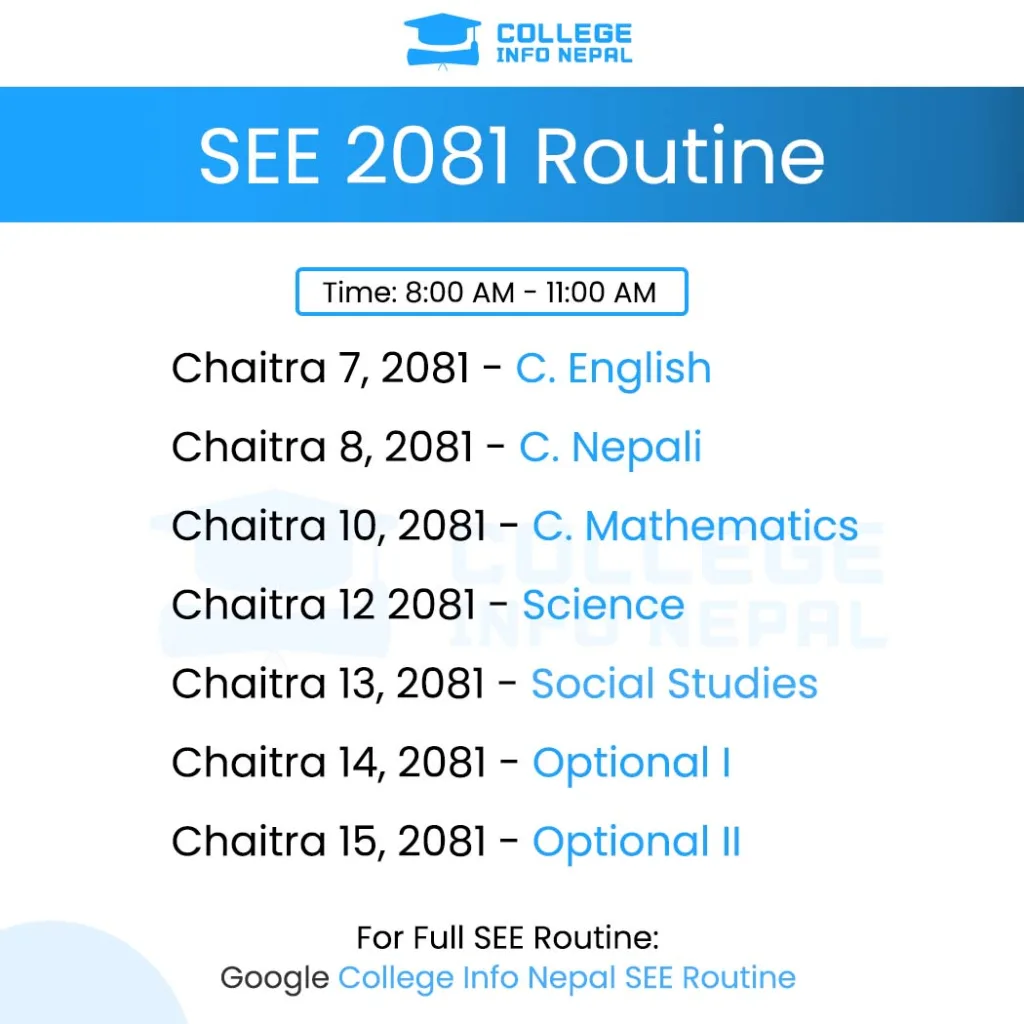 COLLEGE
INFO NEPAL
SEE 2081 Routine
Time: 8:00 AM - 11:00 AM
Chaitra 7, 2081 - C. English
Chaitra 8, 2081 - C. Nepali
Chaitra 10, 2081 - C. Mathematics
Chaitra 12 2081 - Science
Chaitra 13, 2081 - Social Studies
Chaitra 14, 2081 - Optional I
Chaitra 15, 2081 - Optional II
COLLEGE
INFO NEPAL
For Full SEE Routine:
Google College Info Nepal SEE Routine